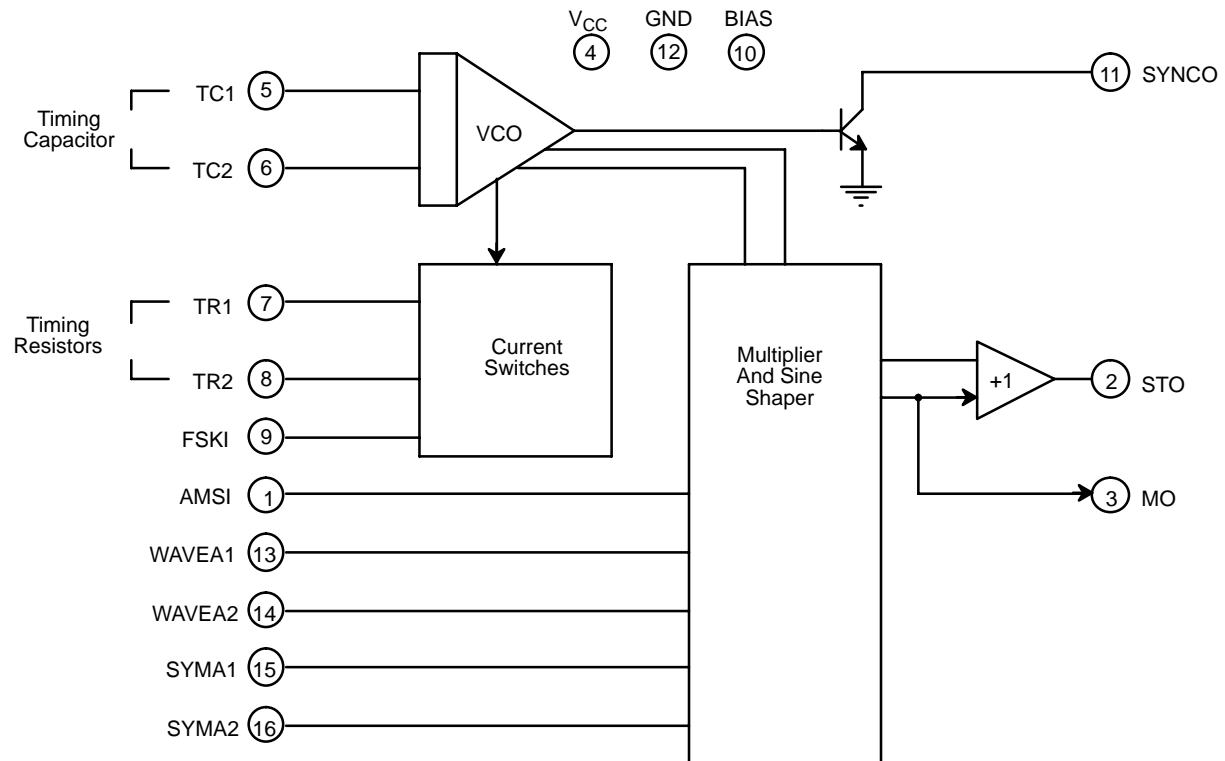 VCC GND BIAS
4 12 10
TC1 5
11 SYNCO
Timing
Capacitor
VCO
TC2 6
TR1 7
Timing
Resistors
Current
Switches
Multiplier
And Sine
Shaper
TR2 8
+1
2 STO
FSKI 9
AMSI 1
3 MO
WAVEA1 13
WAVEA2 14
SYMA1 15
SYMA2 16